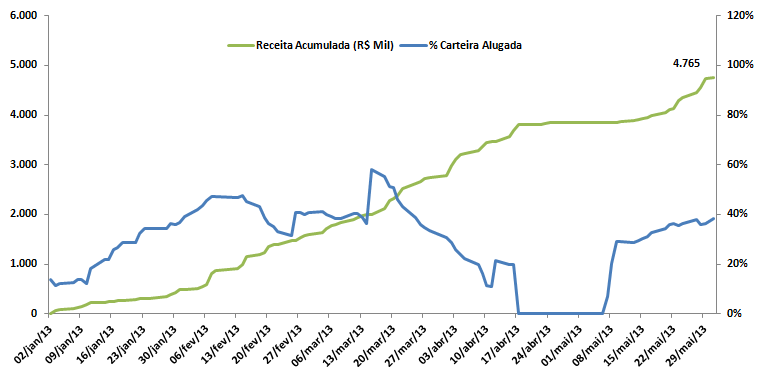 6.000
5.000
4.000
3.000
2.000
1.000
0
120%
100%
80%
60%
40%
20%
0%
Receita Acumulada (R$ Mil)
% Carteira Alugada
4.765
02/jan/13
09/jan/13
16/jan/13
23/jan/13
30/jan/13
06/fev/13
13/fev/13
20/fev/13
27/fev/13
06/mar/13
13/mar/13
20/mar/13
27/mar/13
03/abr/13
10/abr/13
17/abr/13
24/abr/13
01/mai/13
08/mai/13
15/mai/13
22/mai/13
29/mai/13